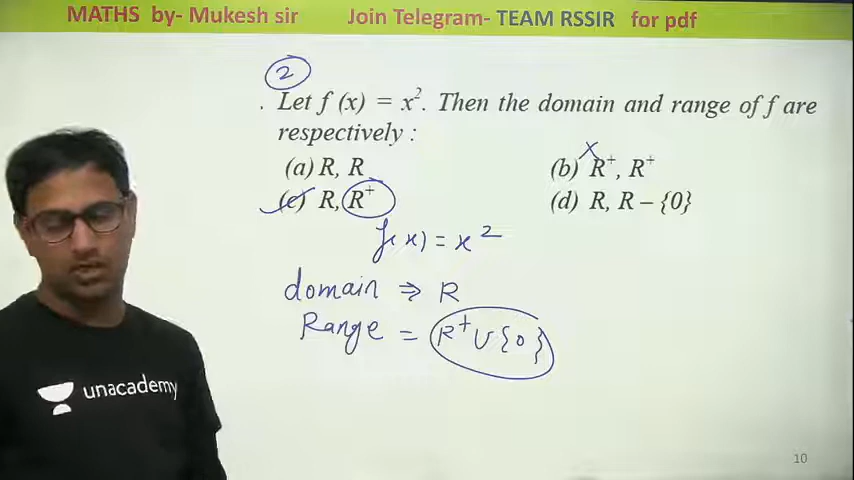 MATHS by- Mukesh sir Join Telegram- TEAM RSSIR for pdf
2
. Let f (x) = x². Then the domain and range of f are
respectively :
(a) R, R (b) R⁺, R⁺
(c) R, R⁺ (d) R, R – {0}
f(x) = x²
domain ⇒ R
Range = R⁺ ∪ {0}
unacademy
10